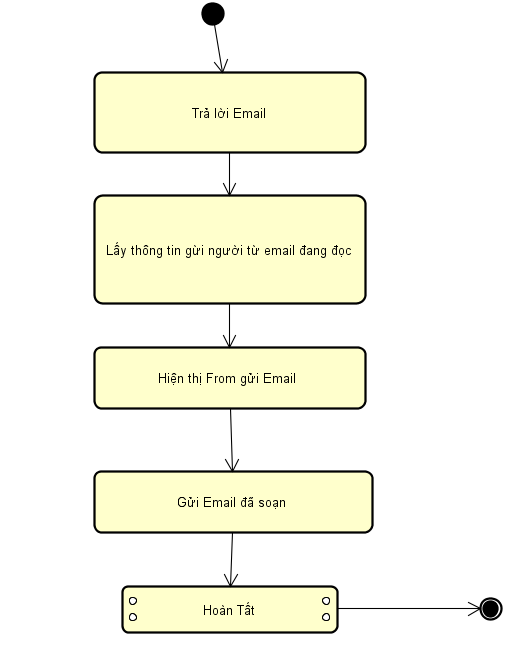 Trả lời Email
Lấy thông tin gửi người từ email đang đọc
Hiện thị From gửi Email
Gửi Email đã soạn
Hoàn Tất